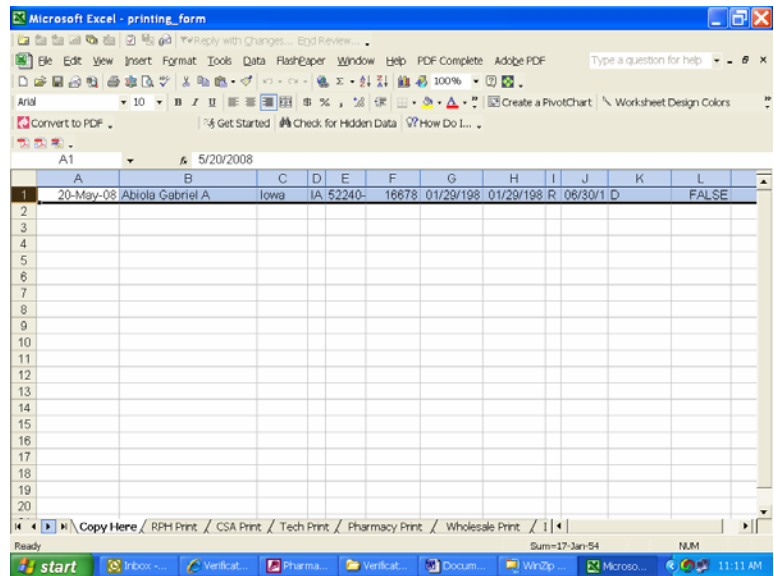 Microsoft Excel - printing_form
Reply with Changes... End Review...
File Edit View Insert Format Tools Data FlashPaper Window Help PDF Complete Adobe PDF Type a question for help
100%
Arial 10 B I U $ % , Create a PivotChart Worksheet Design Colors
Convert to PDF Get Started Check for Hidden Data How Do I...
A1 fx 5/20/2008
A B C D E F G H I J K L
1 20-May-08 Abiola Gabriel A Iowa IA 52240- 16678 01/29/198 01/29/198 R 06/30/1 D FALSE
2
3
4
5
6
7
8
9
10
11
12
13
14
15
16
17
18
19
20
Copy Here / RPH Print / CSA Print / Tech Print / Pharmacy Print / Wholesale Print /
Ready Sum=17-Jan-54 NUM
start Inbox -... Verificat... Pharma... Verificat... Docum... WinZip ... Microso... 11:11 AM